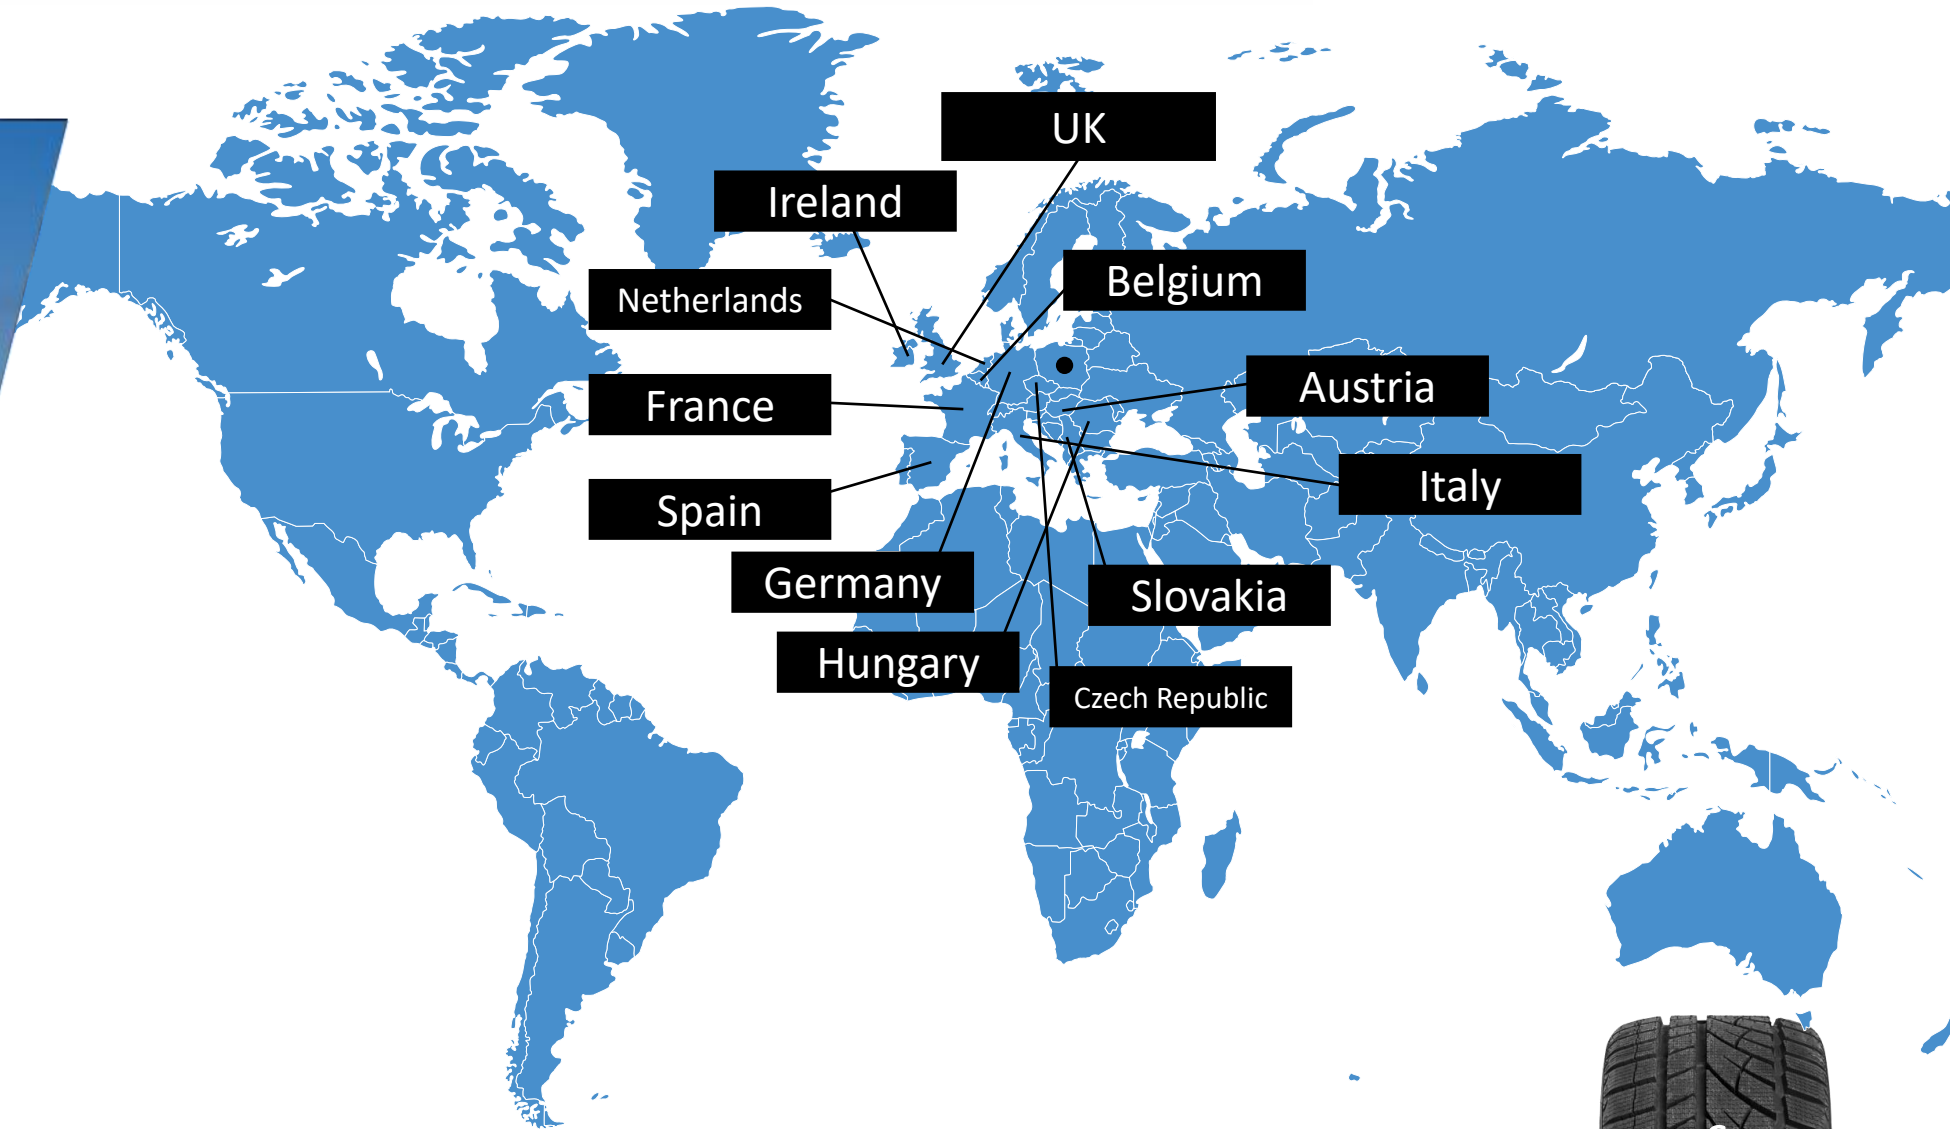 UK
Ireland
Belgium
Netherlands
Austria
France
Italy
Spain
Germany
Slovakia
Hungary
Czech Republic